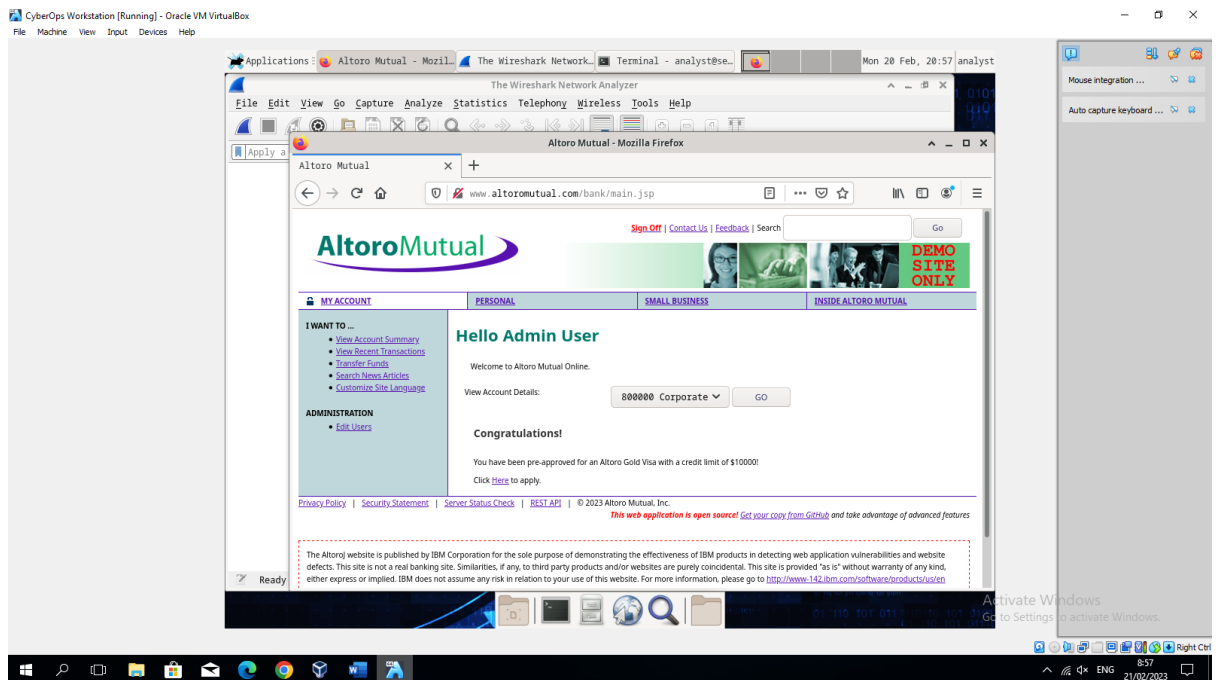 CyberOps Workstation [Running] - Oracle VM VirtualBox
File Machine View Input Devices Help
Applications
Altoro Mutual - Mozil…
The Wireshark Network…
Terminal - analyst@se…
Mon 20 Feb, 20:57
analyst
The Wireshark Network Analyzer
File Edit View Go Capture Analyze Statistics Telephony Wireless Tools Help
Apply a
Altoro Mutual - Mozilla Firefox
Altoro Mutual
www.altoromutual.com/bank/main.jsp
Sign Off | Contact Us | Feedback | Search
Go
AltoroMutual
DEMO
SITE
ONLY
MY ACCOUNT
PERSONAL
SMALL BUSINESS
INSIDE ALTORO MUTUAL
I WANT TO ...
View Account Summary
View Recent Transactions
Transfer Funds
Search News Articles
Customize Site Language
ADMINISTRATION
Edit Users
Hello Admin User
Welcome to Altoro Mutual Online.
View Account Details:
800000 Corporate
GO
Congratulations!
You have been pre-approved for an Altoro Gold Visa with a credit limit of $10000!
Click Here to apply.
Privacy Policy | Security Statement | Server Status Check | REST API | © 2023 Altoro Mutual, Inc.
This web application is open source! Get your copy from GitHub and take advantage of advanced features
The AltoroJ website is published by IBM Corporation for the sole purpose of demonstrating the effectiveness of IBM products in detecting web application vulnerabilities and website
defects. This site is not a real banking site. Similarities, if any, to third party products and/or websites are purely coincidental. This site is provided "as is" without warranty of any kind,
either express or implied. IBM does not assume any risk in relation to your use of this website. For more information, please go to http://www-142.ibm.com/software/products/us/en
Ready
Mouse integration ...
Auto capture keyboard ...
Activate Windows
Go to Settings to activate Windows.
Right Ctrl
ENG
8:57
21/02/2023